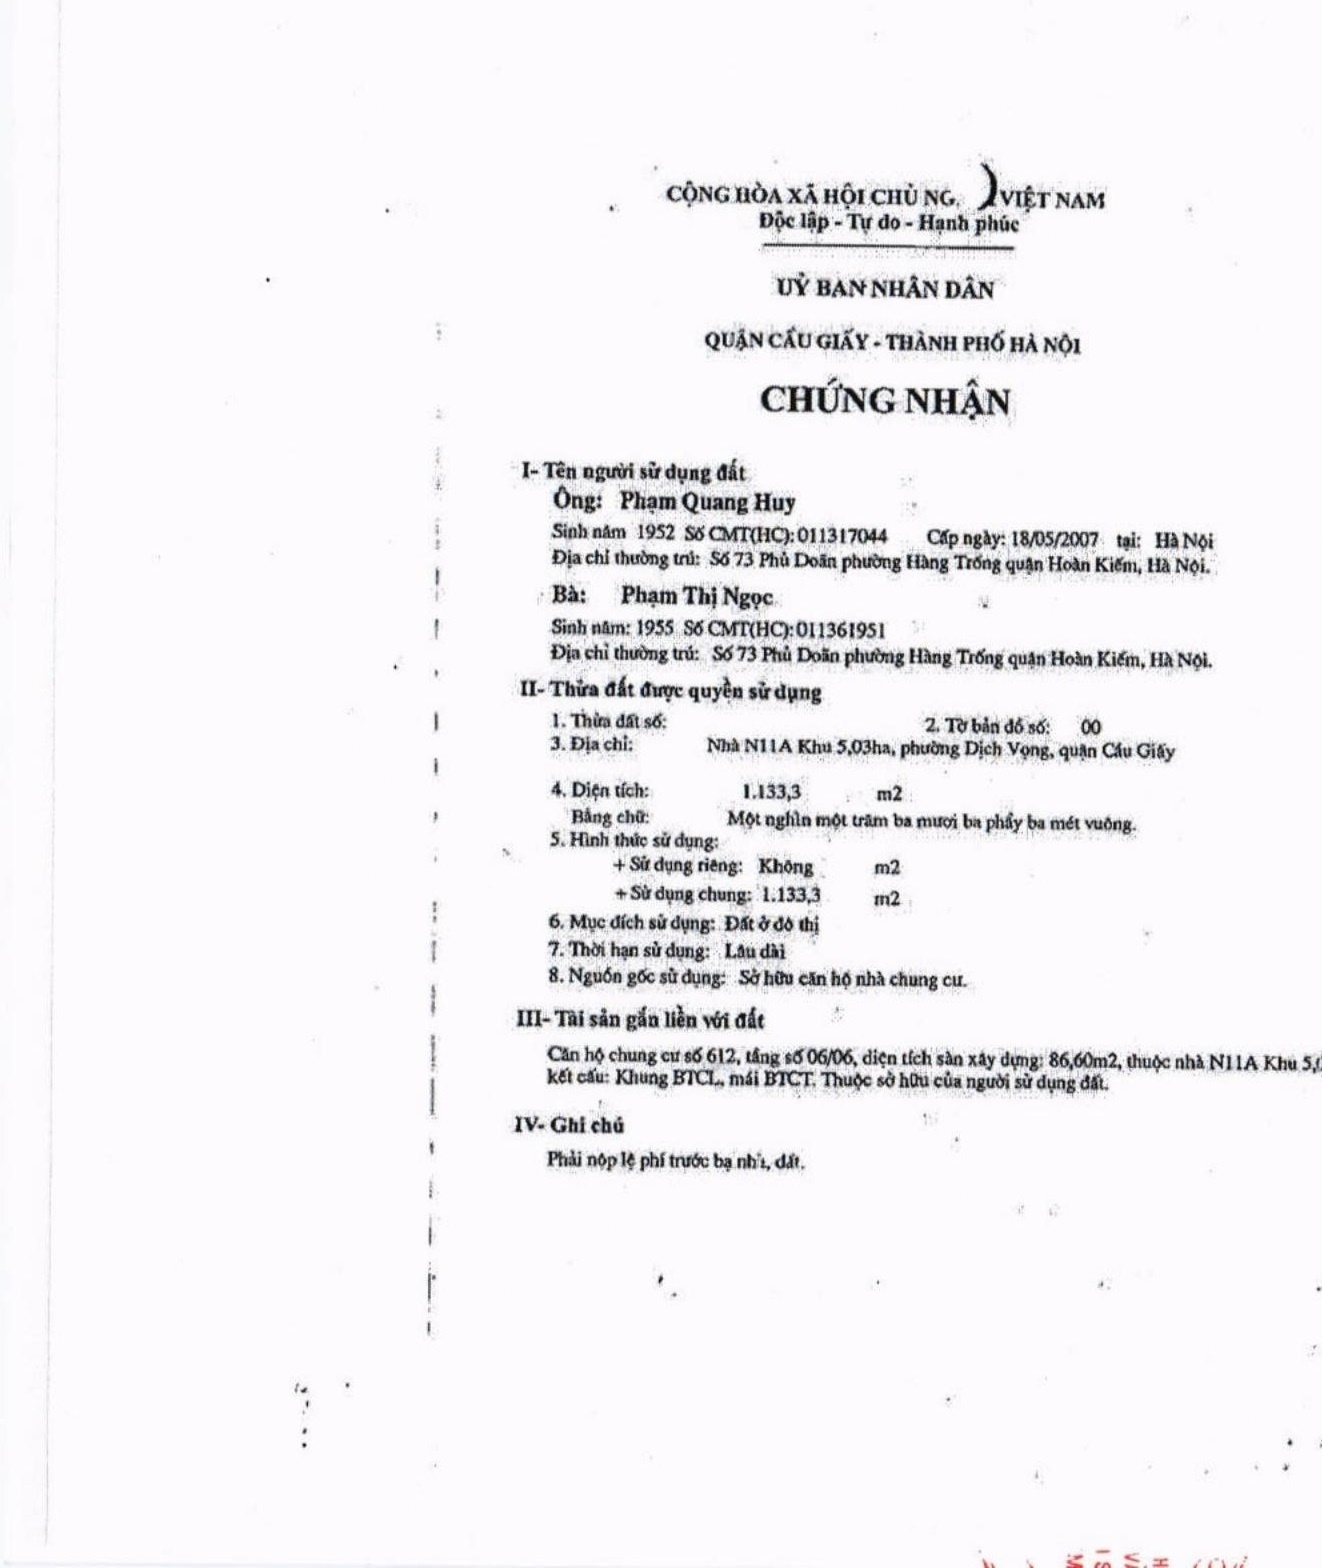 CỘNG HÒA XÃ HỘI CHỦ NG. VIỆT NAM
Độc lập - Tự do - Hạnh phúc
UỶ BAN NHÂN DÂN
QUẬN CẦU GIẤY - THÀNH PHỐ HÀ NỘI
CHỨNG NHẬN
I- Tên người sử dụng đất
Ông: Phạm Quang Huy
Sinh năm 1952 Số CMT(HC): 011317044 Cấp ngày: 18/05/2007 tại: Hà Nội
Địa chỉ thường trú: Số 73 Phủ Doãn phường Hàng Trống quận Hoàn Kiếm, Hà Nội.
Bà: Phạm Thị Ngọc
Sinh năm: 1955 Số CMT(HC): 011361951
Địa chỉ thường trú: Số 73 Phủ Doãn phường Hàng Trống quận Hoàn Kiếm, Hà Nội.
II- Thửa đất được quyền sử dụng
1. Thửa đất số: 2. Tờ bản đồ số: 00
3. Địa chỉ: Nhà N11A Khu 5,03ha, phường Dịch Vọng, quận Cầu Giấy
4. Diện tích: 1.133,3 m2
Bằng chữ: Một nghìn một trăm ba mươi ba phẩy ba mét vuông.
5. Hình thức sử dụng:
+ Sử dụng riêng: Không m2
+ Sử dụng chung: 1.133,3 m2
6. Mục đích sử dụng: Đất ở đô thị
7. Thời hạn sử dụng: Lâu dài
8. Nguồn gốc sử dụng: Sở hữu căn hộ nhà chung cư.
III- Tài sản gắn liền với đất
Căn hộ chung cư số 612, tầng số 06/06, diện tích sàn xây dựng: 86,60m2, thuộc nhà N11A Khu 5,
kết cấu: Khung BTCL, mái BTCT. Thuộc sở hữu của người sử dụng đất.
IV- Ghi chú
Phải nộp lệ phí trước bạ, đất.